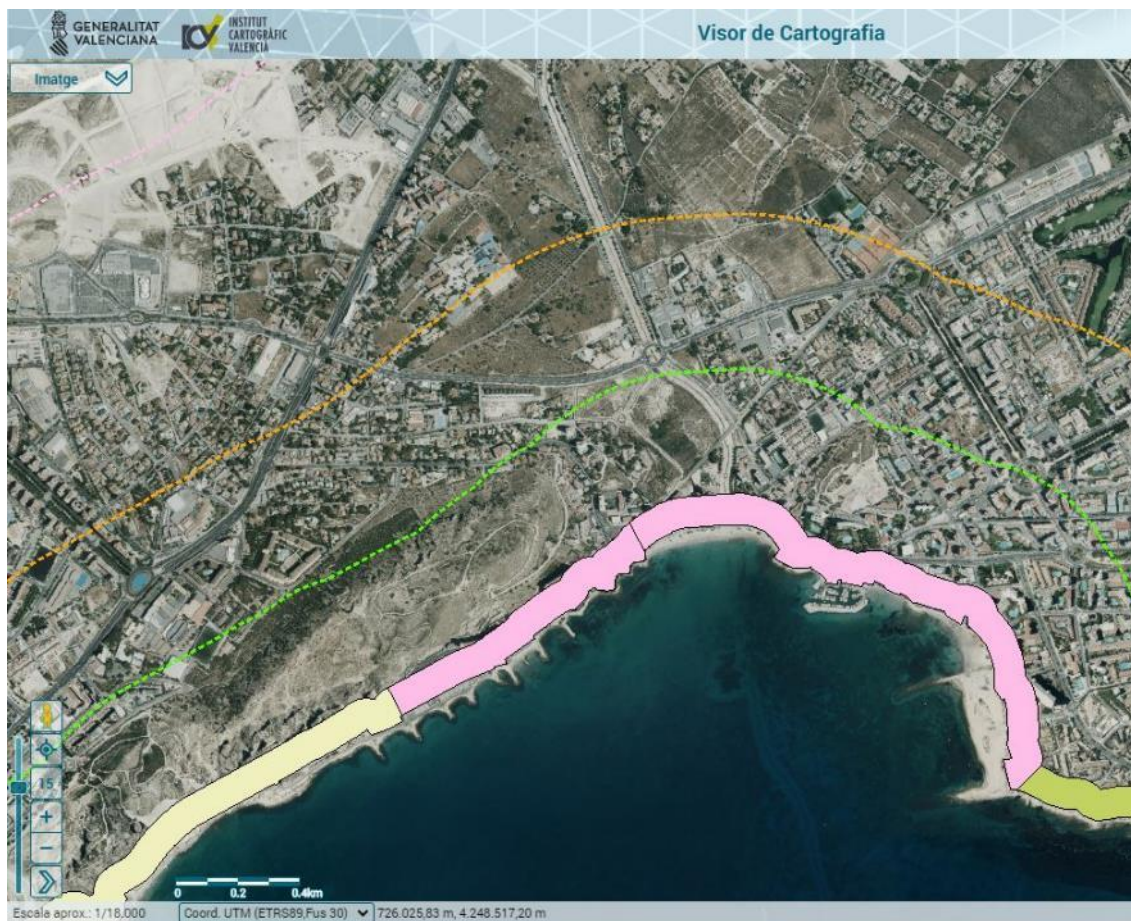 GENERALITAT
VALENCIANA
ICV
INSTITUT
CARTOGRÀFIC
VALENCIÀ
Visor de Cartografia
Imatge
15
+
−
0 0.2 0.4km
Escala aprox.: 1/18.000 Coord. UTM (ETRS89,Fus 30) 726.025,83 m, 4.248.517,20 m